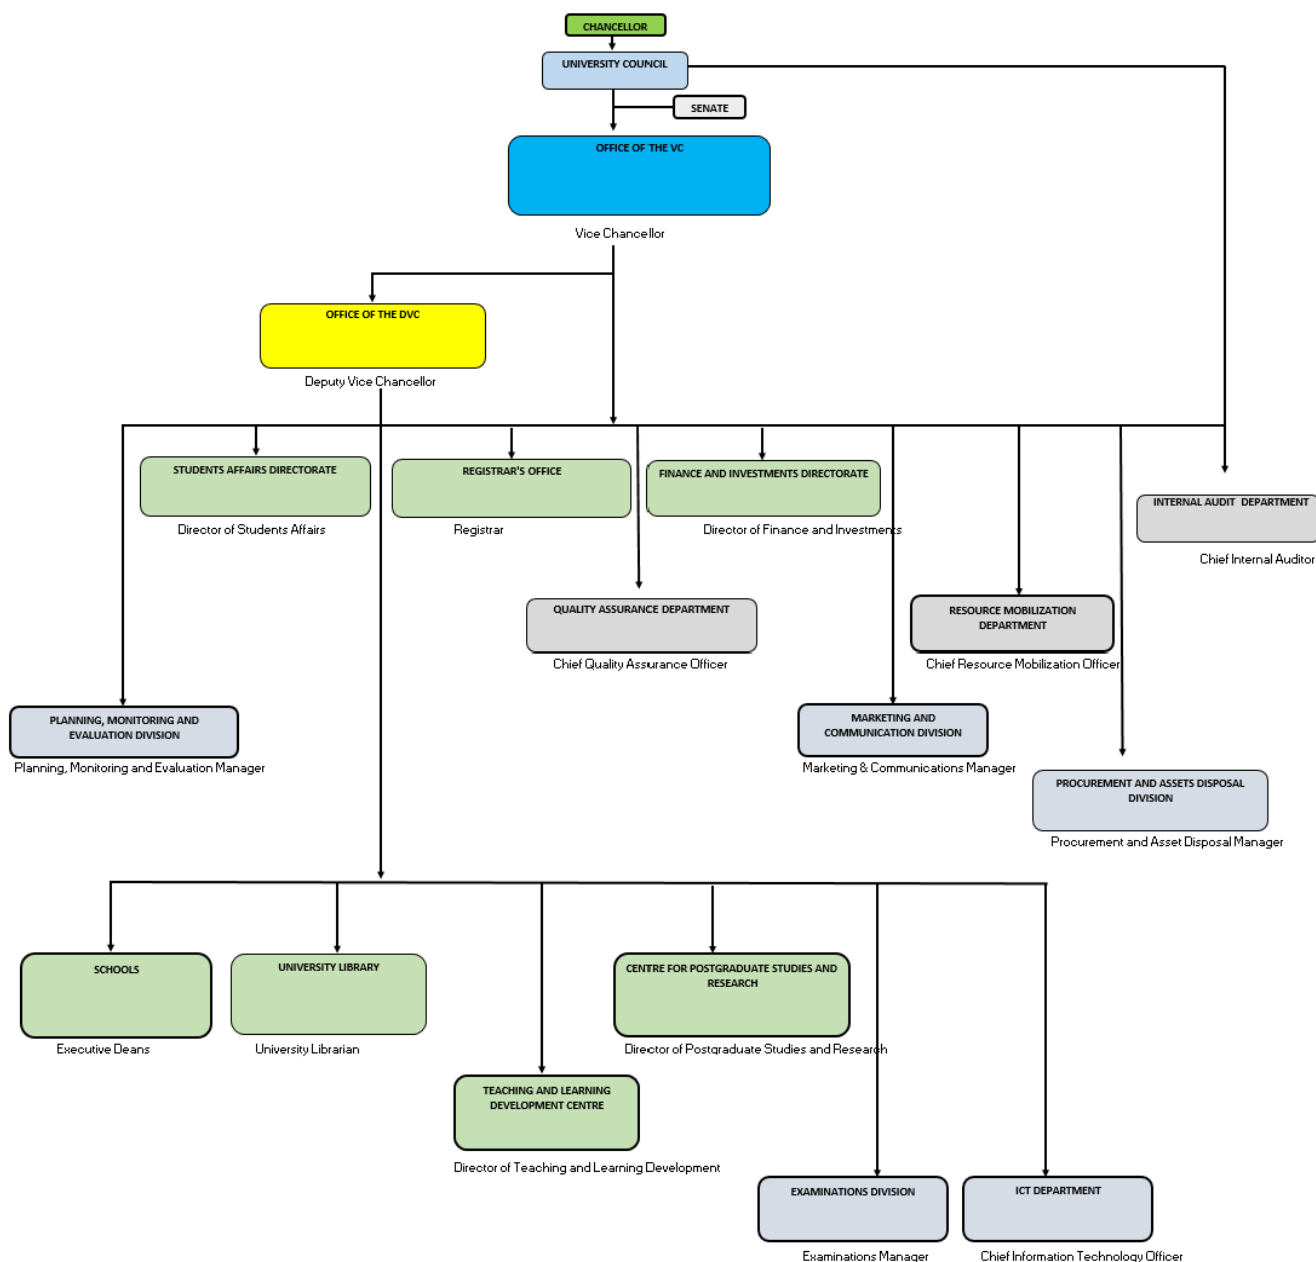 CHANCELLOR
UNIVERSITY COUNCIL
SENATE
OFFICE OF THE VC
Vice Chancellor
OFFICE OF THE DVC
Deputy Vice Chancellor
STUDENTS AFFAIRS DIRECTORATE
Director of Students Affairs
REGISTRAR'S OFFICE
Registrar
FINANCE AND INVESTMENTS DIRECTORATE
Director of Finance and Investments
INTERNAL AUDIT DEPARTMENT
Chief Internal Auditor
QUALITY ASSURANCE DEPARTMENT
Chief Quality Assurance Officer
RESOURCE MOBILIZATION
DEPARTMENT
Chief Resource Mobilization Officer
PLANNING, MONITORING AND
EVALUATION DIVISION
Planning, Monitoring and Evaluation Manager
MARKETING AND
COMMUNICATION DIVISION
Marketing & Communications Manager
PROCUREMENT AND ASSETS DISPOSAL
DIVISION
Procurement and Asset Disposal Manager
SCHOOLS
Executive Deans
UNIVERSITY LIBRARY
University Librarian
CENTRE FOR POSTGRADUATE STUDIES AND
RESEARCH
Director of Postgraduate Studies and Research
TEACHING AND LEARNING
DEVELOPMENT CENTRE
Director of Teaching and Learning Development
EXAMINATIONS DIVISION
Examinations Manager
ICT DEPARTMENT
Chief Information Technology Officer